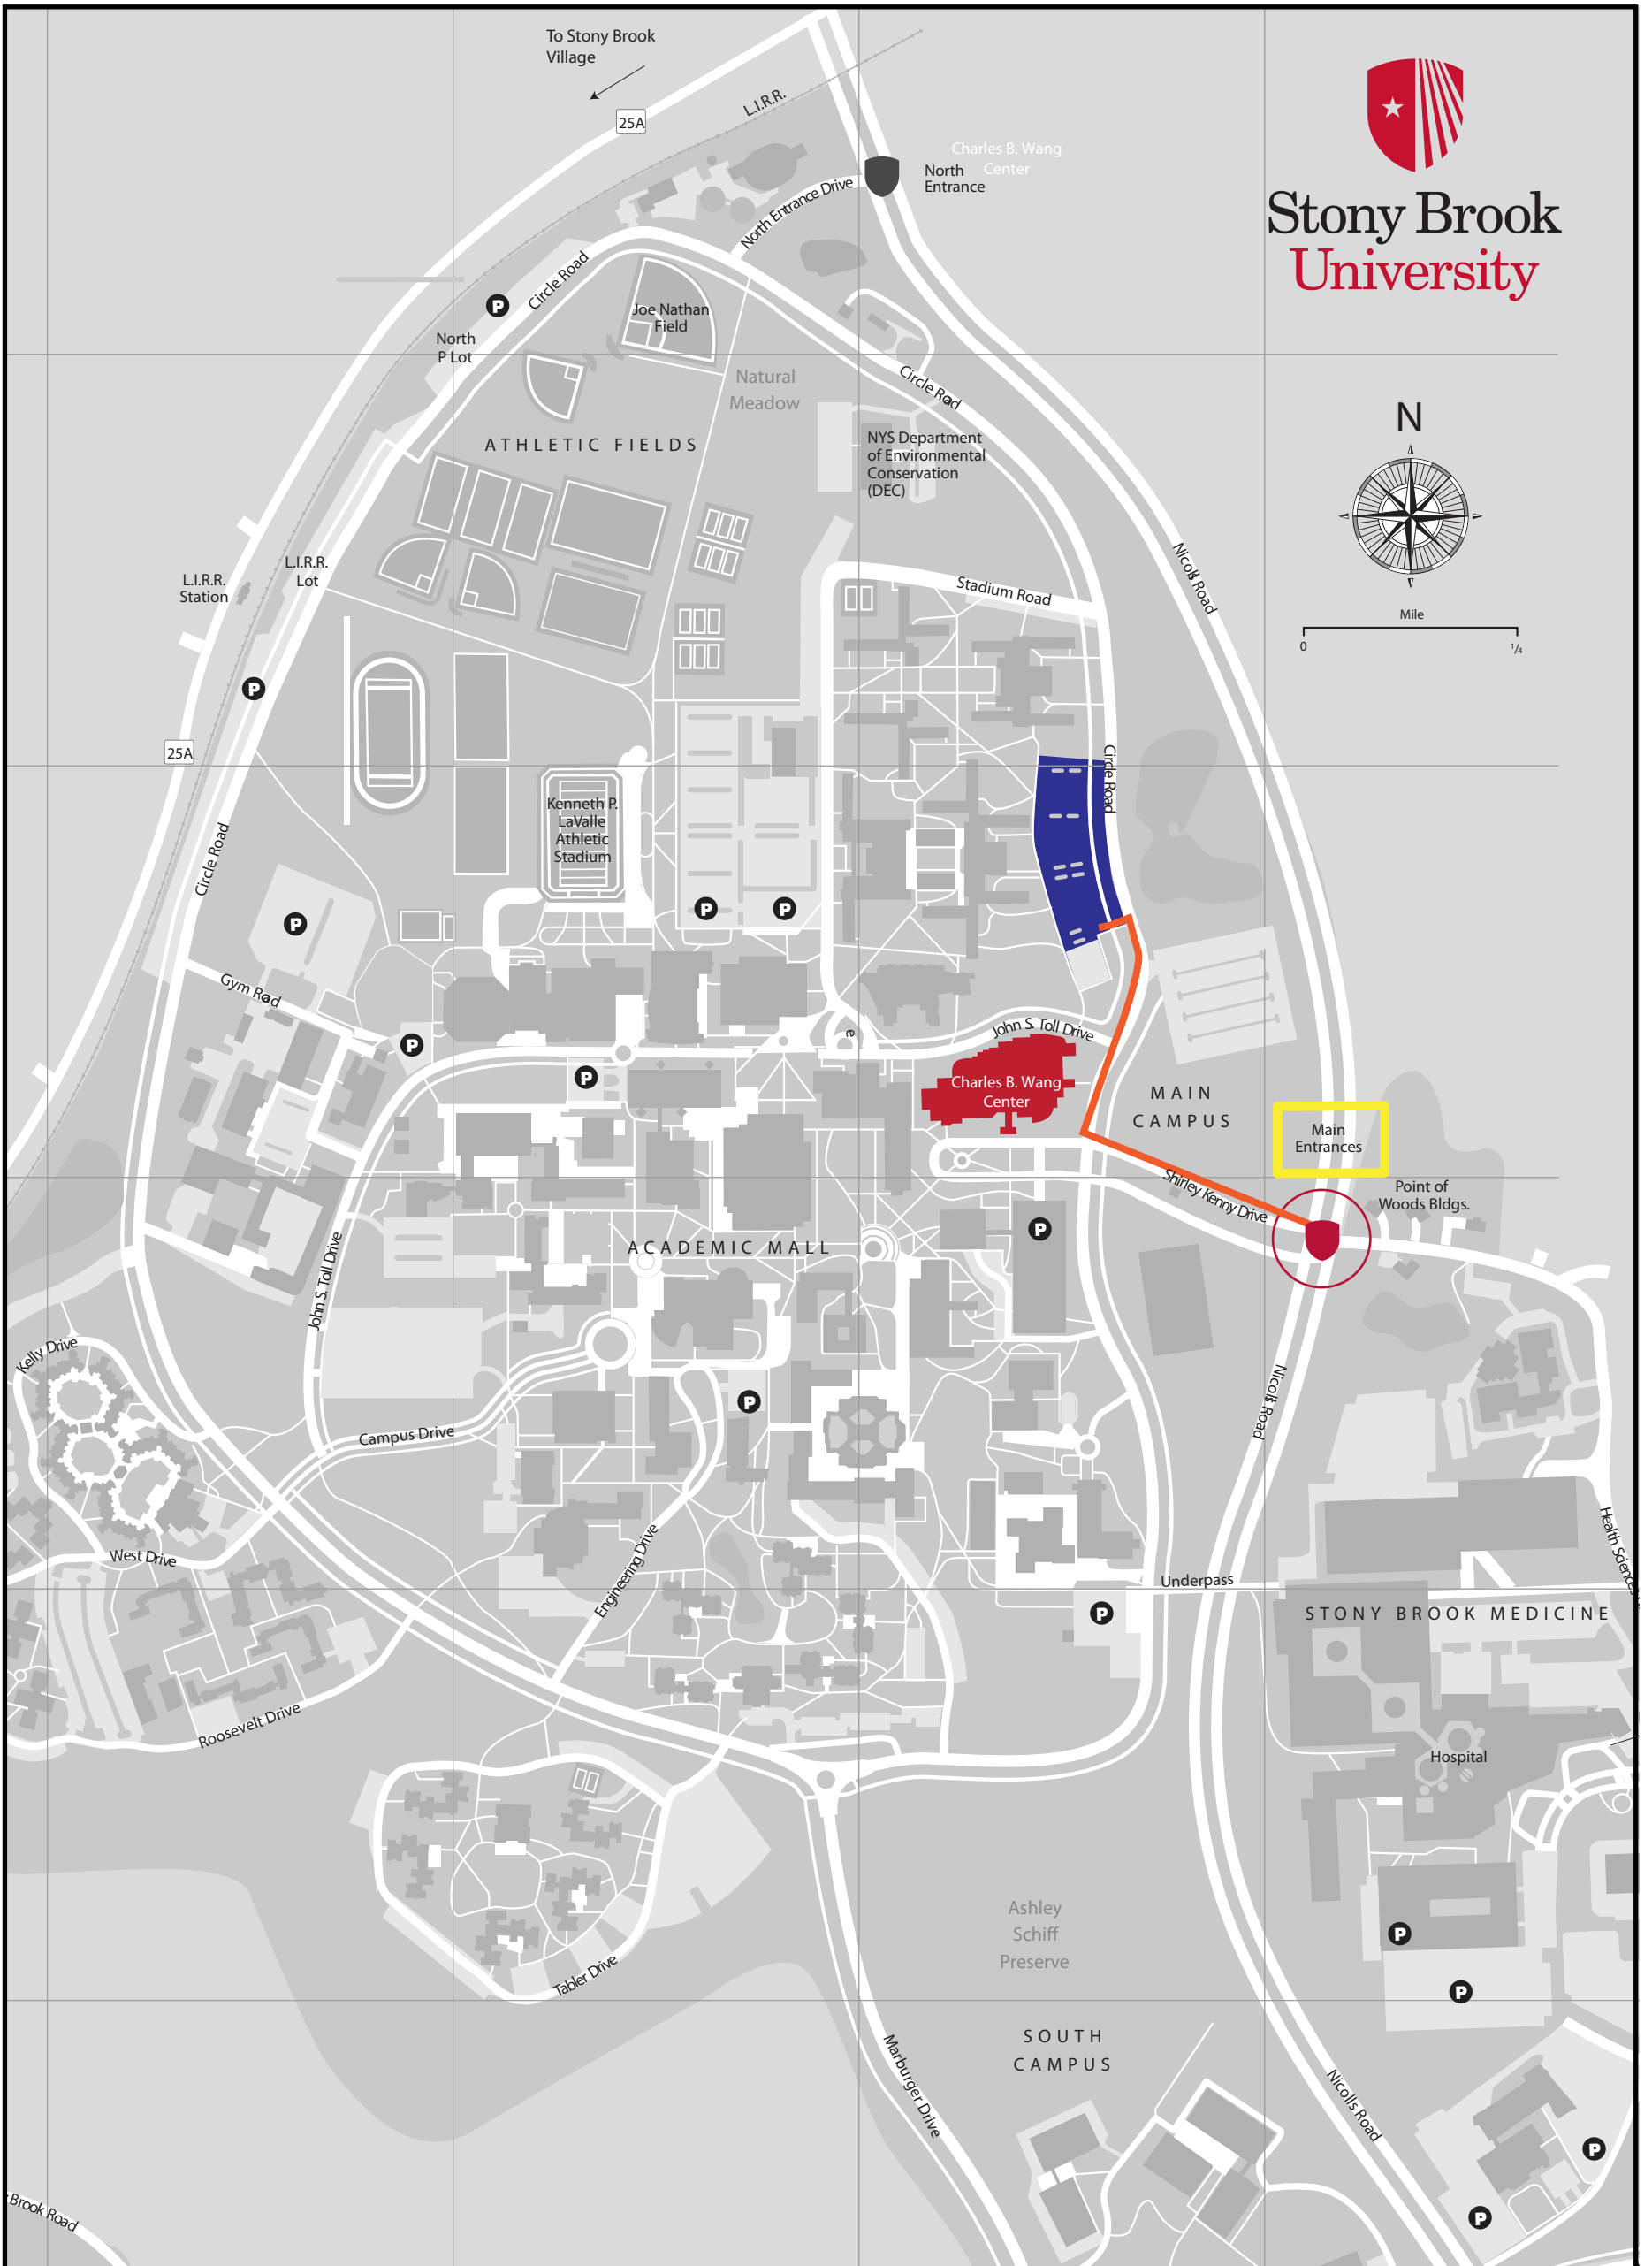 To Stony Brook
Village
25A
L.I.R.R.
Charles B. Wang
Center
North
Entrance
North Entrance Drive
Stony Brook
University
Circle Road
Joe Nathan
Field
North
P Lot
P
Natural
Meadow
Circle Road
N
ATHLETIC FIELDS
NYS Department
of Environmental
Conservation
(DEC)
L.I.R.R.
Lot
L.I.R.R.
Station
Stadium Road
Nicolls Road
Mile
0
1/4
P
25A
Circle Road
Kenneth P.
LaValle
Athletic
Stadium
Circle Road
P
P
P
Gym Road
P
e
John S. Toll Drive
P
Charles B. Wang
Center
MAIN
CAMPUS
Main
Entrances
Shirley Kenny Drive
Point of
Woods Bldgs.
P
ACADEMIC MALL
John S. Toll Drive
Kelly Drive
Nicolls Road
P
Campus Drive
West Drive
Engineering Drive
Health Sciences
Underpass
P
STONY BROOK MEDICINE
Roosevelt Drive
Hospital
Ashley
Schiff
Preserve
P
Tabler Drive
P
SOUTH
CAMPUS
Marburger Drive
Nicolls Road
P
P
Brook Road